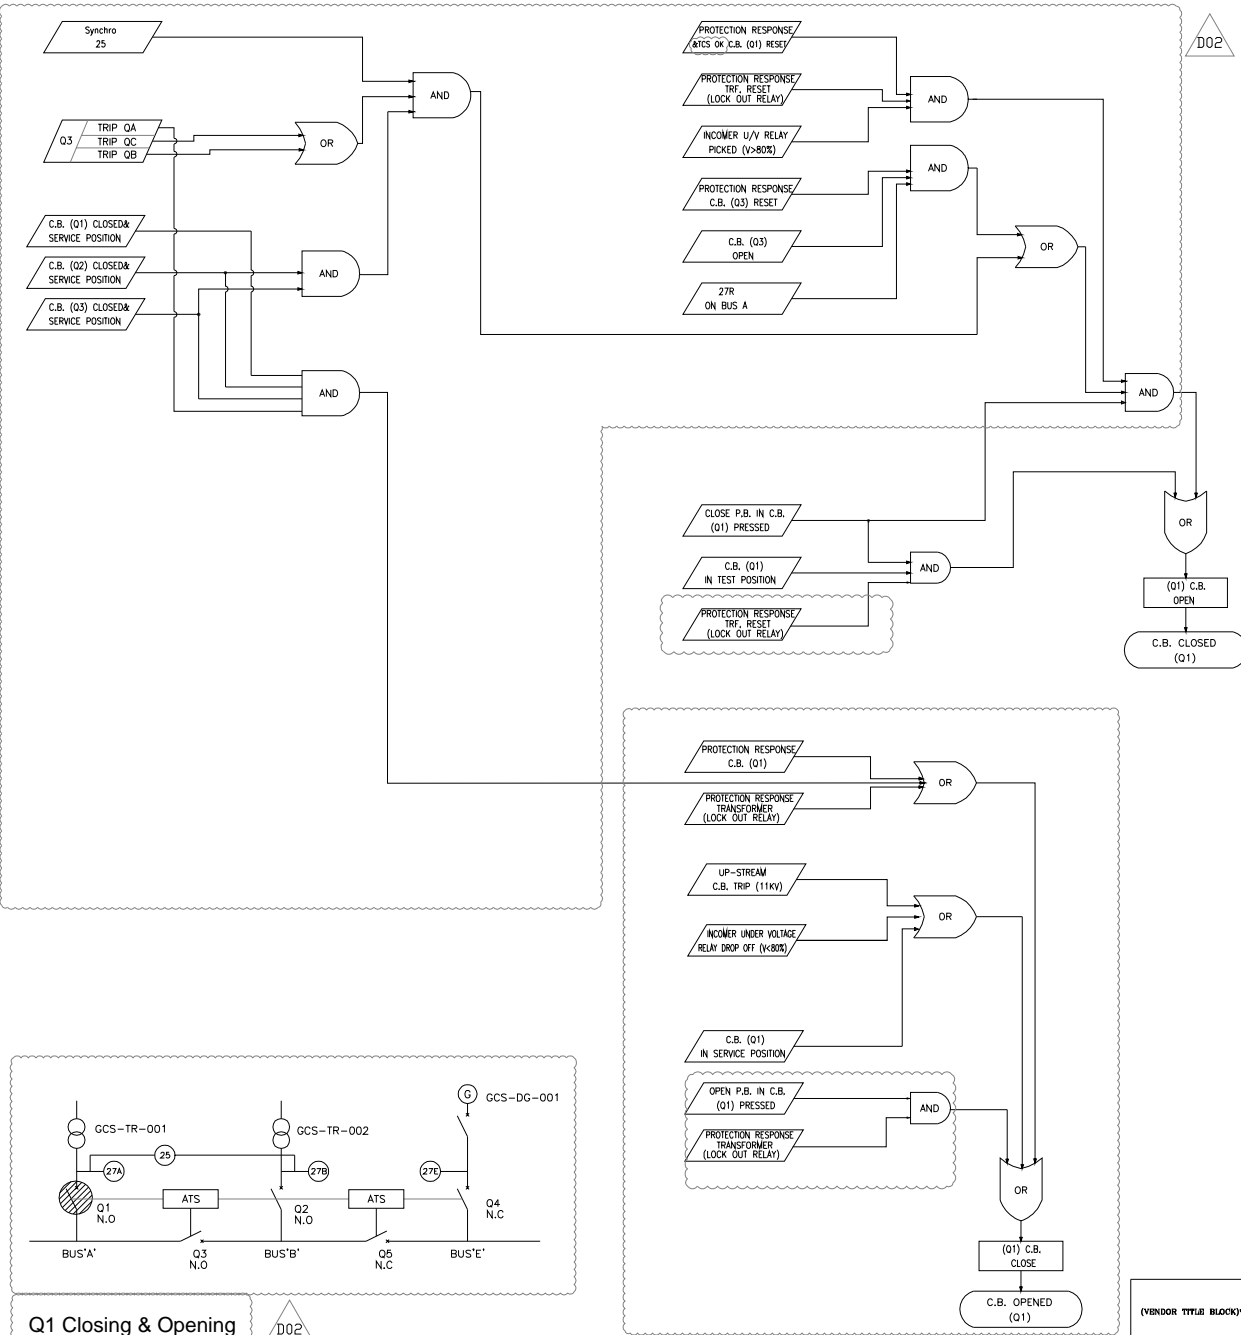 Synchro
25
Q3
TRIP QA
TRIP QC
TRIP QB
OR
AND
C.B. (Q1) CLOSED&
SERVICE POSITION
C.B. (Q2) CLOSED&
SERVICE POSITION
C.B. (Q3) CLOSED&
SERVICE POSITION
AND
AND
PROTECTION RESPONSE
&TCS OK C.B. (Q1) RESET
PROTECTION RESPONSE
TRF. RESET
(LOCK OUT RELAY)
INCOMER U/V RELAY
PICKED (V>80%)
AND
PROTECTION RESPONSE
C.B. (Q3) RESET
C.B. (Q3)
OPEN
27R
ON BUS A
AND
OR
AND
D02
CLOSE P.B. IN C.B.
(Q1) PRESSED
C.B. (Q1)
IN TEST POSITION
PROTECTION RESPONSE
TRF. RESET
(LOCK OUT RELAY)
AND
OR
(Q1) C.B.
OPEN
C.B. CLOSED
(Q1)
PROTECTION RESPONSE
C.B. (Q1)
PROTECTION RESPONSE
TRANSFORMER
(LOCK OUT RELAY)
OR
UP-STREAM
C.B. TRIP (11KV)
INCOMER UNDER VOLTAGE
RELAY DROP OFF (V<80%)
C.B. (Q1)
IN SERVICE POSITION
OR
OPEN P.B. IN C.B.
(Q1) PRESSED
PROTECTION RESPONSE
TRANSFORMER
(LOCK OUT RELAY)
AND
OR
(Q1) C.B.
CLOSE
C.B. OPENED
(Q1)
GCS-TR-001
25
27A
Q1
N.O
ATS
BUS'A'
Q3
N.O
GCS-TR-002
27B
Q2
N.O
BUS'B'
ATS
Q5
N.C
G
GCS-DG-001
27E
Q4
N.C
BUS'E'
Q1 Closing & Opening
D02
(VENDOR TITLE BLOCK)*